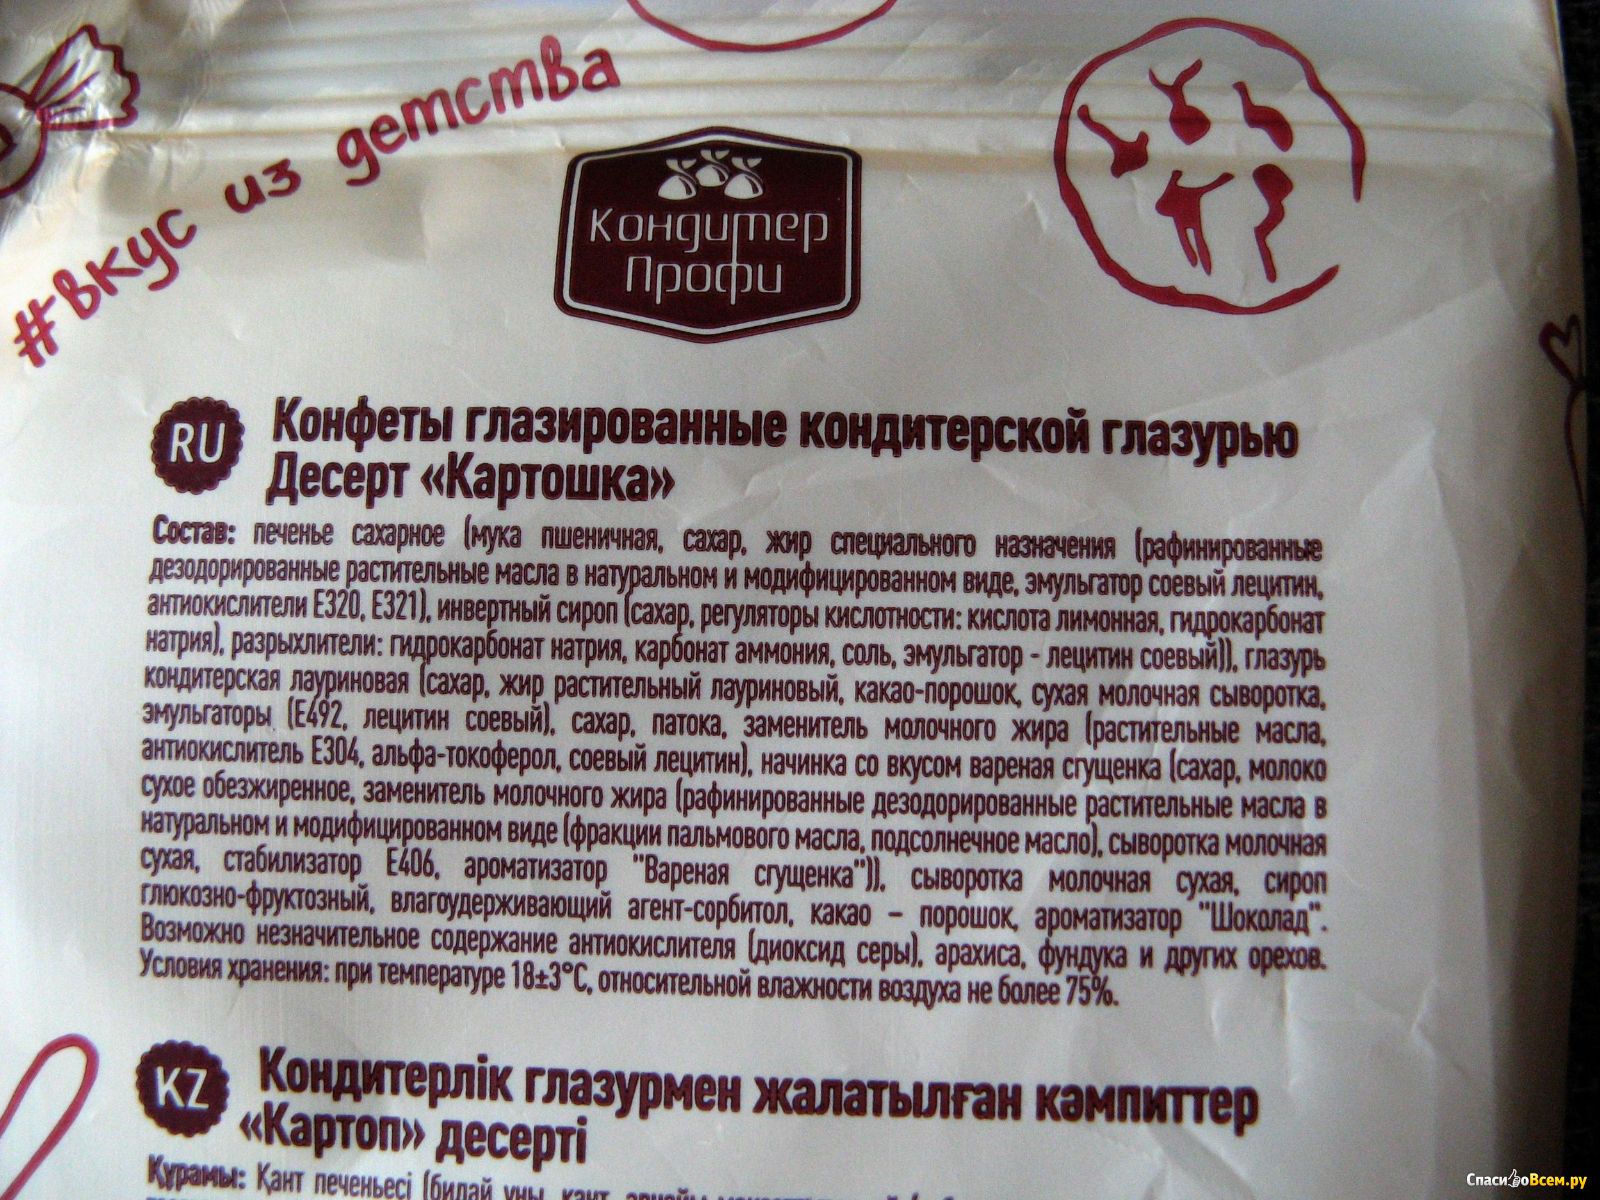 #вкус из детства
Кондитер
Профи
RU
Конфеты глазированные кондитерской глазурью
Десерт «Картошка»
Состав: печенье сахарное (мука пшеничная, сахар, жир специального назначения (рафинированные
дезодорированные растительные масла в натуральном и модифицированном виде, эмульгатор соевый лецитин,
антиокислители Е320, Е321), инвертный сироп (сахар, регуляторы кислотности: кислота лимонная, гидрокарбонат
натрия), разрыхлители: гидрокарбонат натрия, карбонат аммония, соль, эмульгатор - лецитин соевый)), глазурь
кондитерская лауриновая (сахар, жир растительный лауриновый, какао-порошок, сухая молочная сыворотка,
эмульгаторы (Е492, лецитин соевый), сахар, патока, заменитель молочного жира (растительные масла,
антиокислитель Е304, альфа-токоферол, соевый лецитин), начинка со вкусом вареная сгущенка (сахар, молоко
сухое обезжиренное, заменитель молочного жира (рафинированные дезодорированные растительные масла в
натуральном и модифицированном виде (фракции пальмового масла, подсолнечное масло), сыворотка молочная
сухая, стабилизатор Е406, ароматизатор "Вареная сгущенка")), сыворотка молочная сухая, сироп
глюкозно-фруктозный, влагоудерживающий агент-сорбитол, какао – порошок, ароматизатор "Шоколад".
Возможно незначительное содержание антиокислителя (диоксид серы), арахиса, фундука и других орехов.
Условия хранения: при температуре 18±3°С, относительной влажности воздуха не более 75%.
KZ
Кондитерлік глазурмен жалатылған кәмпиттер
«Картоп» десерті
Құрамы: Қант печеньесі (бидай ұны, қант, арнайы
СпасибоВсем.ру